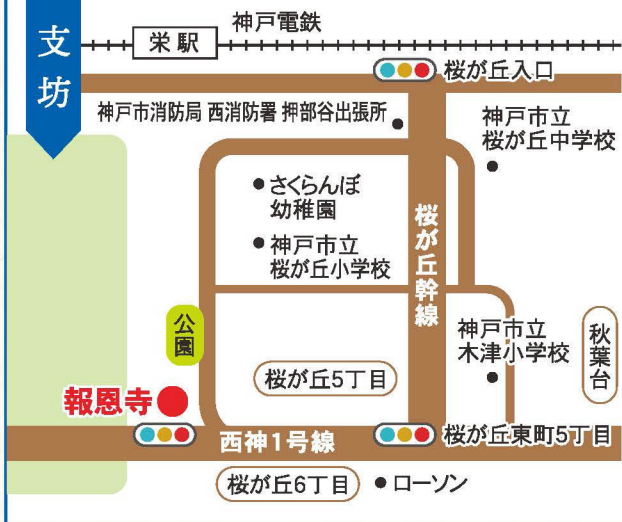 支坊
神戸電鉄
栄駅
桜が丘入口
神戸市消防局 西消防署 押部谷出張所
神戸市立
桜が丘中学校
さくらんぼ
幼稚園
神戸市立
桜が丘小学校
桜が丘幹線
公園
神戸市立
木津小学校
秋葉台
桜が丘5丁目
報恩寺
西神1号線
桜が丘東町5丁目
桜が丘6丁目
ローソン